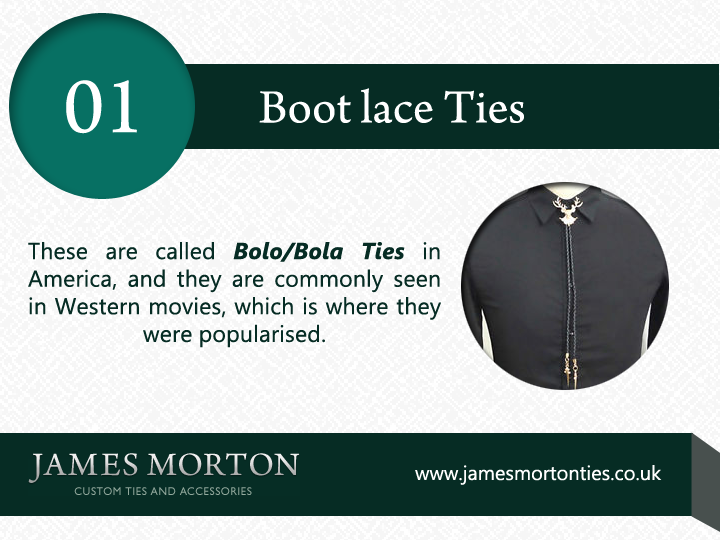 01
Boot lace Ties
These are called Bolo/Bola Ties in
America, and they are commonly seen
in Western movies, which is where they
were popularised.
JAMES MORTON
CUSTOM TIES AND ACCESSORIES
www.jamesmortonties.co.uk